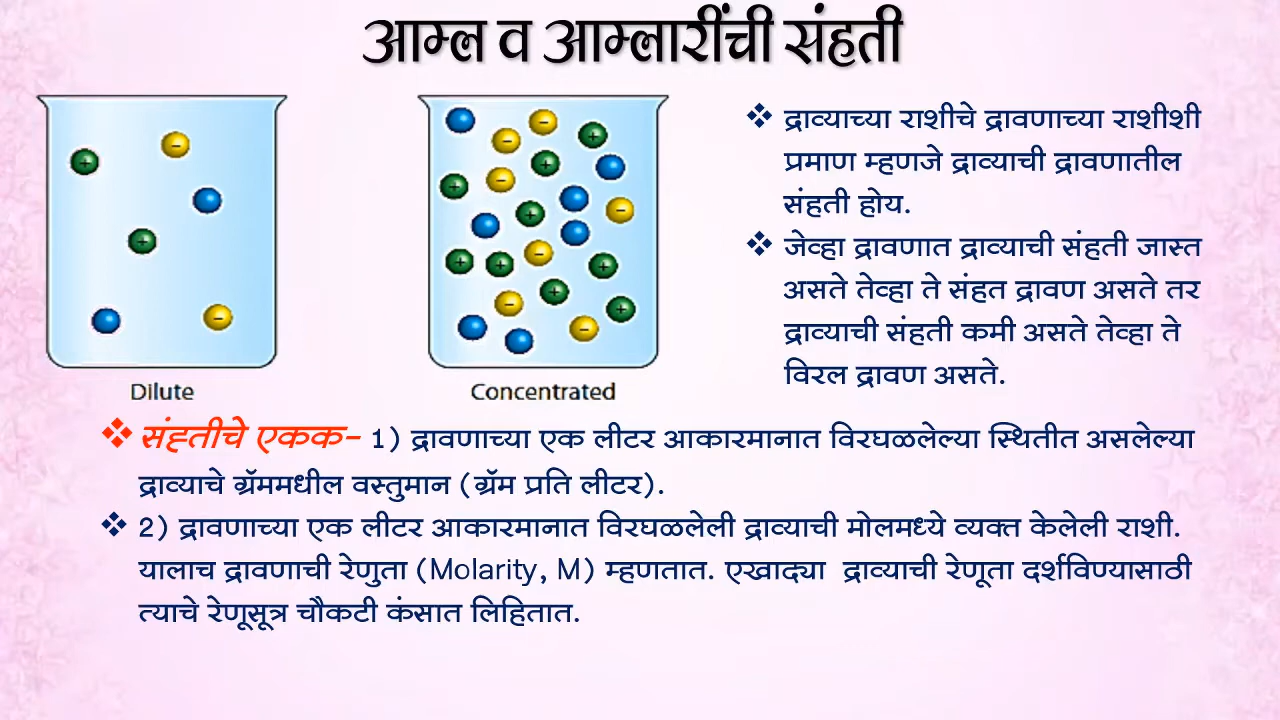 आम्ल व आम्लारींची संहती
❖ द्राव्याच्या राशीचे द्रावणाच्या राशीशी
प्रमाण म्हणजे द्राव्याची द्रावणातील
संहती होय.
❖ जेव्हा द्रावणात द्राव्याची संहती जास्त
असते तेव्हा ते संहत द्रावण असते तर
द्राव्याची संहती कमी असते तेव्हा ते
विरल द्रावण असते.
Dilute
Concentrated
❖ संहतीचे एकक- 1) द्रावणाच्या एक लीटर आकारमानात विरघळलेल्या स्थितीत असलेल्या
द्राव्याचे ग्रॅममधील वस्तुमान (ग्रॅम प्रति लीटर).
❖ 2) द्रावणाच्या एक लीटर आकारमानात विरघळलेली द्राव्याची मोलमध्ये व्यक्त केलेली राशी.
यालाच द्रावणाची रेणुता (Molarity, M) म्हणतात. एखाद्या द्राव्याची रेणूता दर्शविण्यासाठी
त्याचे रेणूसूत्र चौकटी कंसात लिहितात.